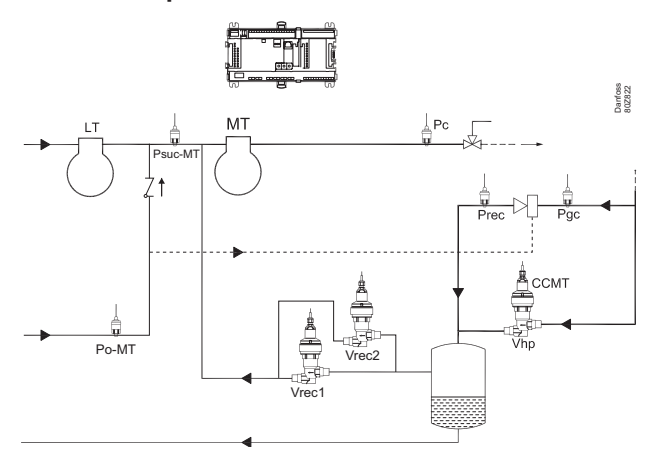 Danfoss
80Z822
LT
MT
Pc
Psuc-MT
Prec
Pgc
CCMT
Vhp
Po-MT
Vrec2
Vrec1